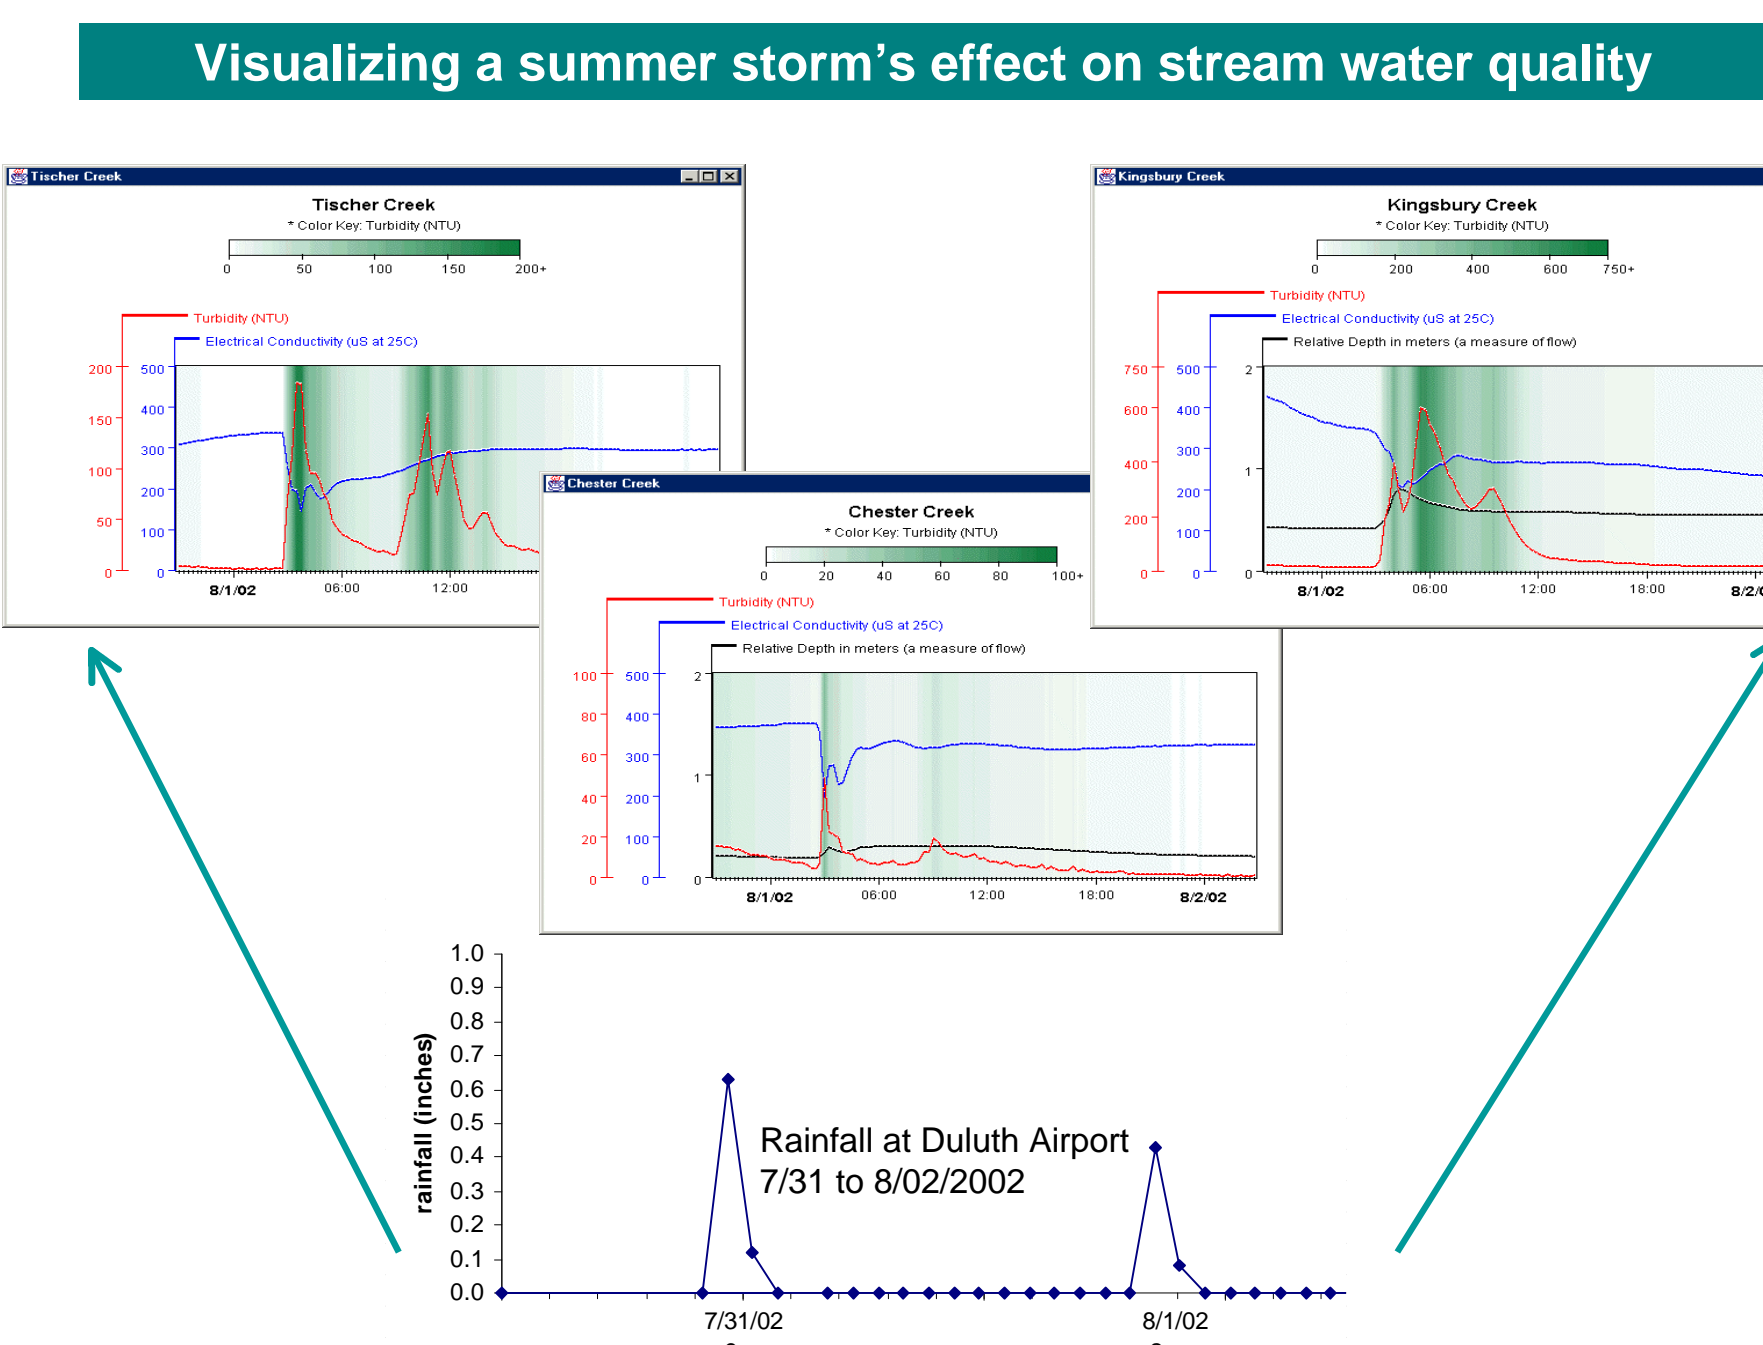 Visualizing a summer storm’s effect on stream water quality
Tischer Creek
Tischer Creek
* Color Key: Turbidity (NTU)
0 50 100 150 200+
Turbidity (NTU)
Electrical Conductivity (uS at 25C)
200 500
400
150
300
100
200
50
100
0 0
8/1/02 06:00 12:00
Kingsbury Creek
Kingsbury Creek
* Color Key: Turbidity (NTU)
0 200 400 600 750+
Turbidity (NTU)
Electrical Conductivity (uS at 25C)
Relative Depth in meters (a measure of flow)
750 500 2
600 400
300
400 1
200
200
100
0 0 0
8/1/02 06:00 12:00 18:00 8/2/0
Chester Creek
Chester Creek
* Color Key: Turbidity (NTU)
0 20 40 60 80 100+
Turbidity (NTU)
Electrical Conductivity (uS at 25C)
Relative Depth in meters (a measure of flow)
100 500 2
80 400
60 300
1
40 200
20 100
0 0 0
8/1/02 06:00 12:00 18:00 8/2/02
rainfall (inches)
1.0
0.9
0.8
0.7
0.6
0.5
0.4
0.3
0.2
0.1
0.0
Rainfall at Duluth Airport
7/31 to 8/02/2002
7/31/02 8/1/02